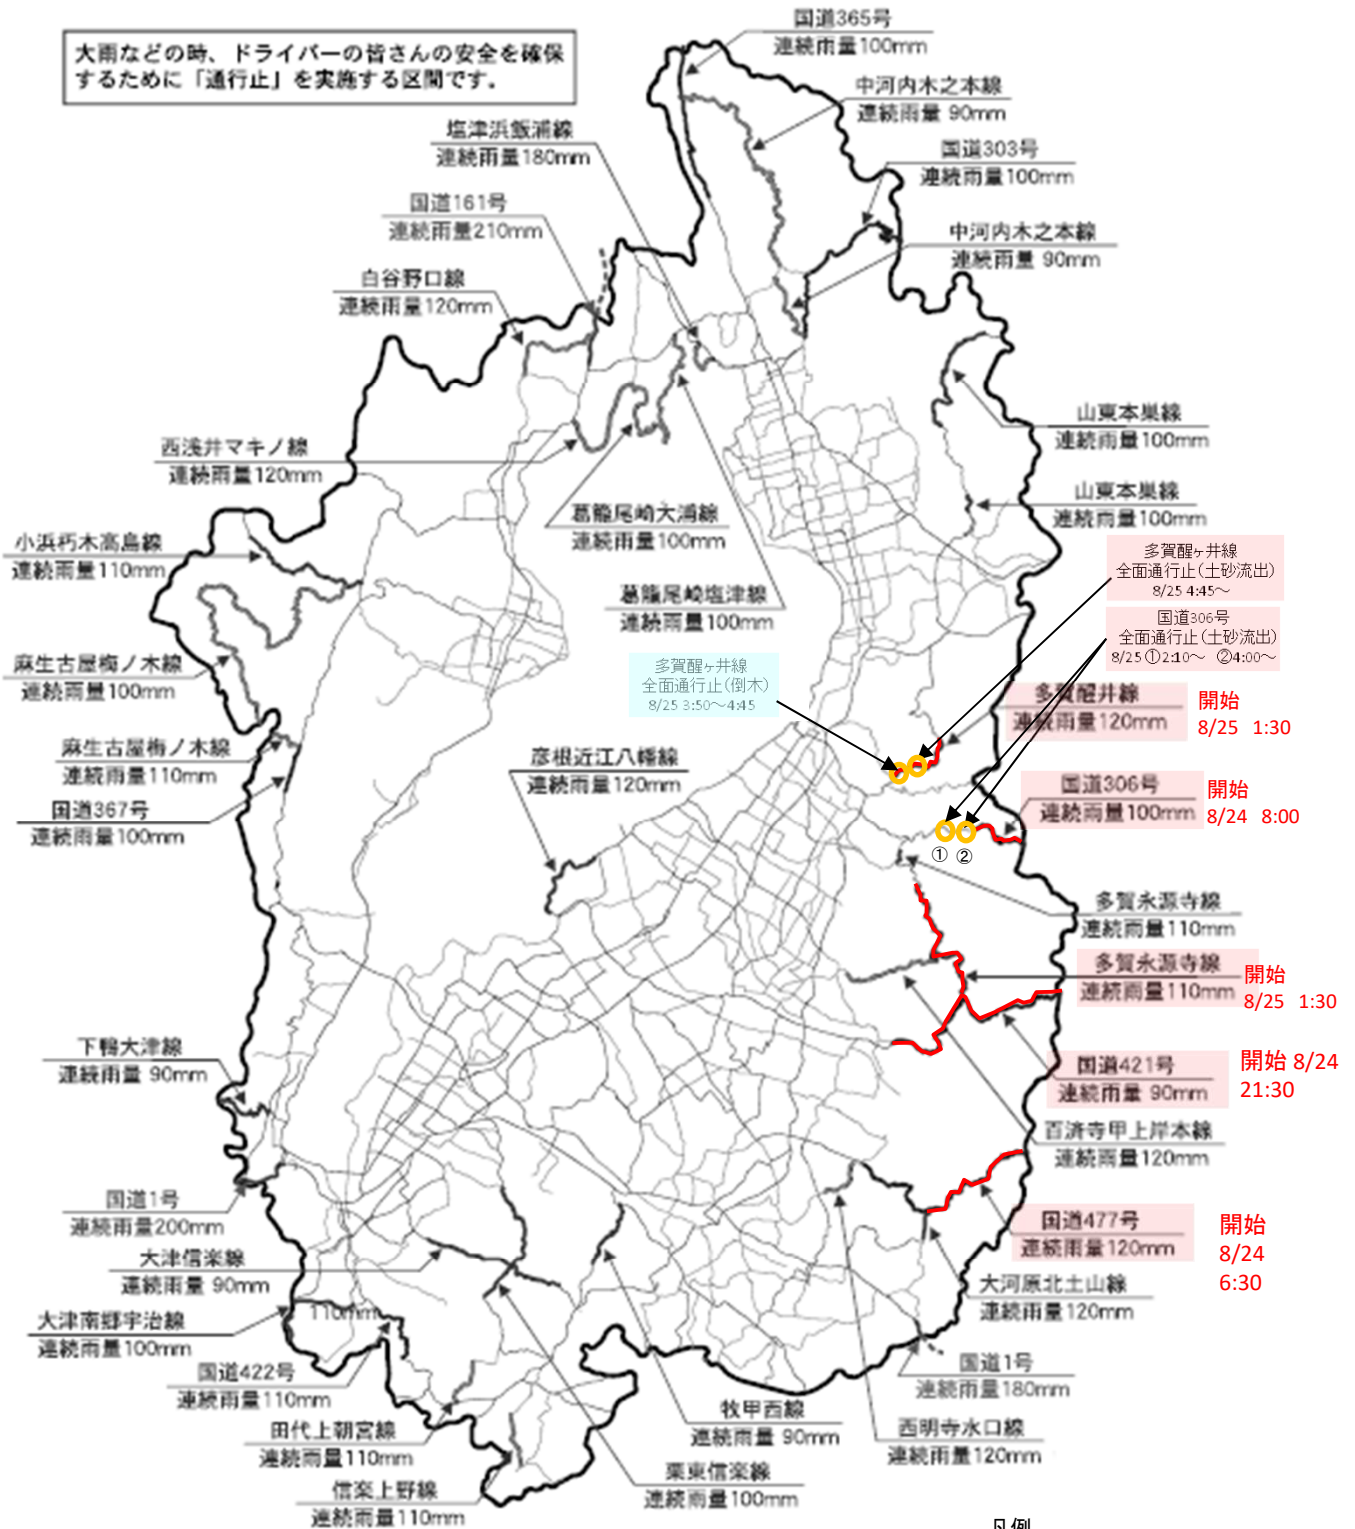 大雨などの時、ドライバーの皆さんの安全を確保
するために「通行止」を実施する区間です。
国道365号
連続雨量100mm
中河内木之本線
連続雨量 90mm
塩津浜飯浦線
連続雨量180mm
国道303号
連続雨量100mm
国道161号
連続雨量210mm
中河内木之本線
連続雨量 90mm
白谷野口線
連続雨量120mm
山東本巣線
連続雨量100mm
西浅井マキノ線
連続雨量120mm
山東本巣線
連続雨量100mm
葛籠尾崎大浦線
連続雨量100mm
小浜朽木高島線
連続雨量110mm
多賀醒ヶ井線
全面通行止(土砂流出)
8/25 4:45～
葛籠尾崎塩津線
連続雨量100mm
国道306号
全面通行止(土砂流出)
8/25 ①2:10～ ②4:00～
麻生古屋梅ノ木線
連続雨量100mm
多賀醒ヶ井線
全面通行止(倒木)
8/25 3:50～4:45
多賀醒井線
連続雨量120mm
開始
8/25 1:30
麻生古屋梅ノ木線
連続雨量110mm
彦根近江八幡線
連続雨量120mm
国道306号
連続雨量100mm
開始
8/24 8:00
国道367号
連続雨量100mm
① ②
多賀永源寺線
連続雨量110mm
多賀永源寺線
連続雨量110mm
開始
8/25 1:30
下鴨大津線
連続雨量 90mm
国道421号
連続雨量 90mm
開始 8/24
21:30
百済寺甲上岸本線
連続雨量120mm
国道1号
連続雨量200mm
国道477号
連続雨量120mm
開始
8/24
6:30
大津信楽線
連続雨量 90mm
大河原北土山線
連続雨量120mm
110mm
大津南郷宇治線
連続雨量100mm
国道422号
連続雨量110mm
国道1号
連続雨量180mm
田代上朝宮線
連続雨量110mm
牧甲西線
連続雨量 90mm
西明寺水口線
連続雨量120mm
栗東信楽線
連続雨量100mm
信楽上野線
連続雨量110mm
凡例